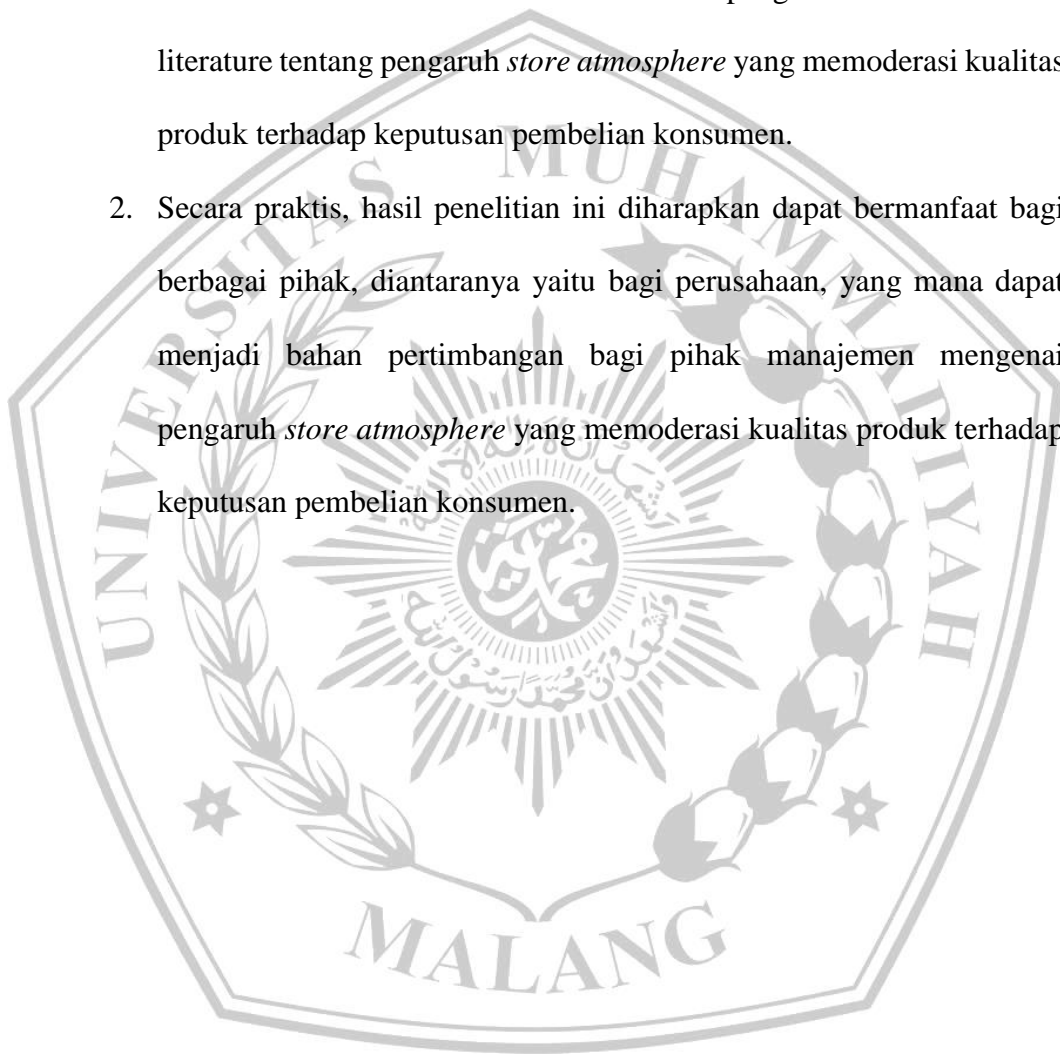 literature tentang pengaruh store atmosphere yang memoderasi kualitas
produk terhadap keputusan pembelian konsumen.
2. Secara praktis, hasil penelitian ini diharapkan dapat bermanfaat bagi
berbagai pihak, diantaranya yaitu bagi perusahaan, yang mana dapat
menjadi bahan pertimbangan bagi pihak manajemen mengenai
pengaruh store atmosphere yang memoderasi kualitas produk terhadap
keputusan pembelian konsumen.
UNIVERSITAS MUHAMMADIYAH
MALANG